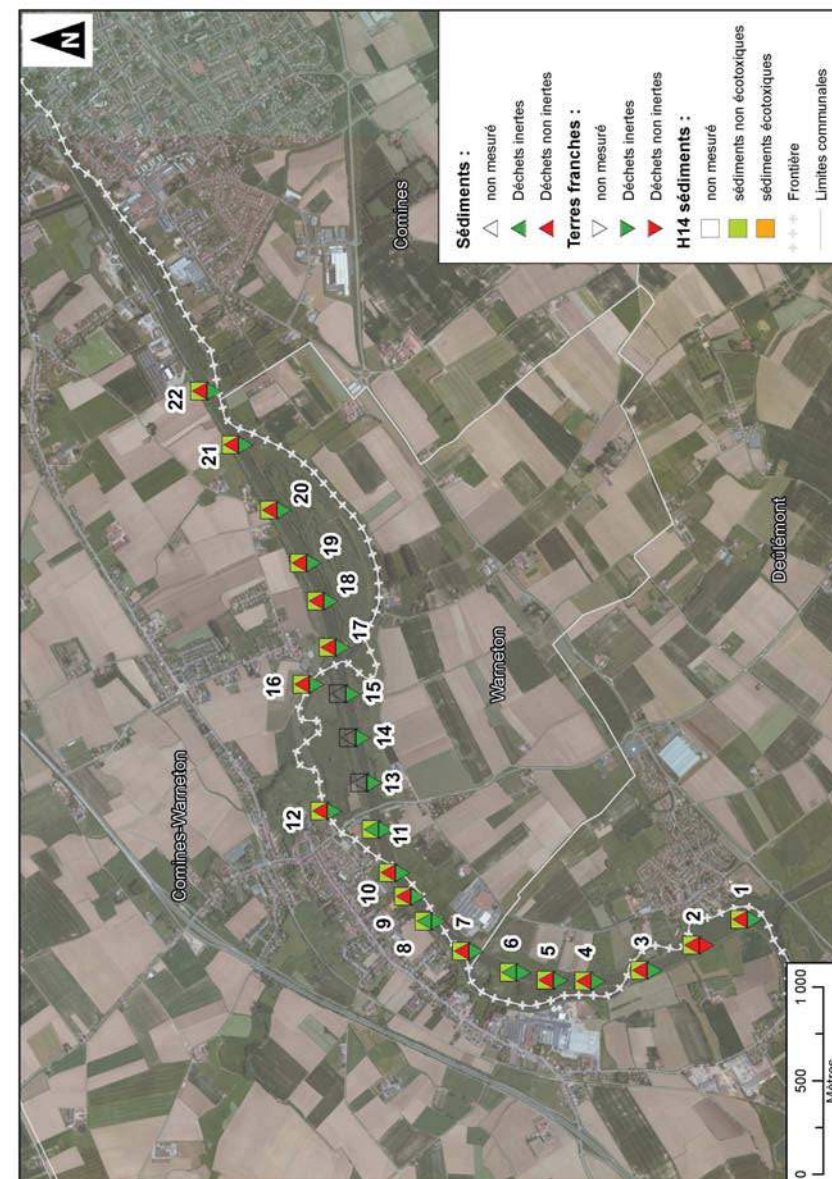 N
22
21
20
19
18
17
16
15
14
13
12
11
10
9
8
7
6
5
4
3
2
1
Comines-Warneton
Comines
Warneton
Deûlémont
Sédiments :
non mesuré
Déchets inertes
Déchets non inertes
Terres franches :
non mesuré
Déchets inertes
Déchets non inertes
H14 sédiments :
non mesuré
sédiments non écotoxiques
sédiments écotoxiques
Frontière
Limites communales
0 500 1 000
Mètres